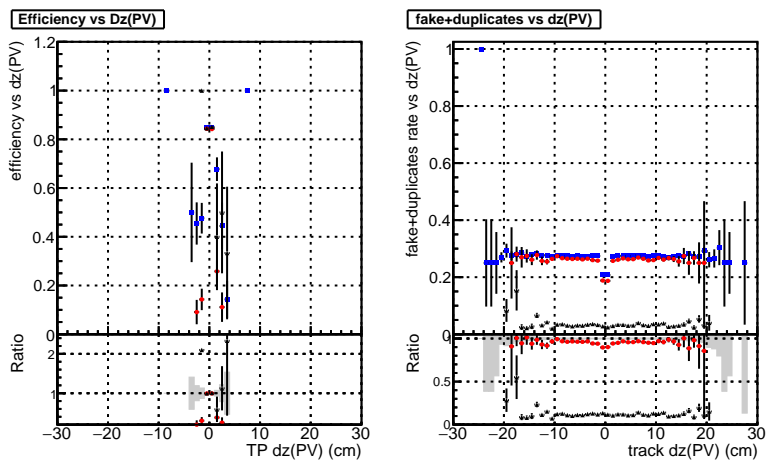 Efficiency vs Dz(PV)
efficiency vs dz(PV)
1.2
1
0.8
0.6
0.4
0.2
0
Ratio
2
1
−30 −20 −10 0 10 20 30
TP dz(PV) (cm)
fake+duplicates vs dz(PV)
fake+duplicates rate vs dz(PV)
1
0.8
0.6
0.4
0.2
Ratio
0.5
0
−30 −20 −10 0 10 20 30
track dz(PV) (cm)